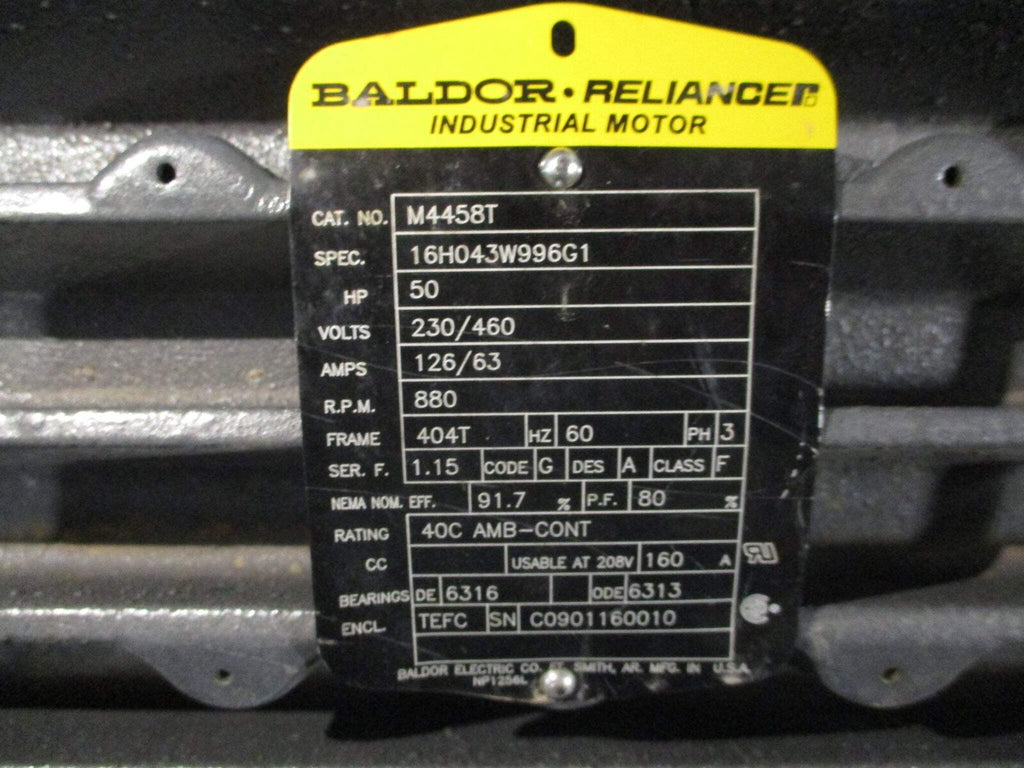 BALDOR • RELIANCER
INDUSTRIAL MOTOR
CAT. NO. M4458T
SPEC. 16H043W996G1
HP 50
VOLTS 230/460
AMPS 126/63
R.P.M. 880
FRAME 404T HZ 60 PH 3
SER. F. 1.15 CODE G DES A CLASS F
NEMA NOM. EFF. 91.7 % P.F. 80 %
RATING 40C AMB-CONT
CC USABLE AT 208V 160 A
BEARINGS DE 6316 ODE 6313
ENCL. TEFC SN C0901160010
BALDOR ELECTRIC CO. FT. SMITH, AR. MFG. IN U.S.A.
NP1256L